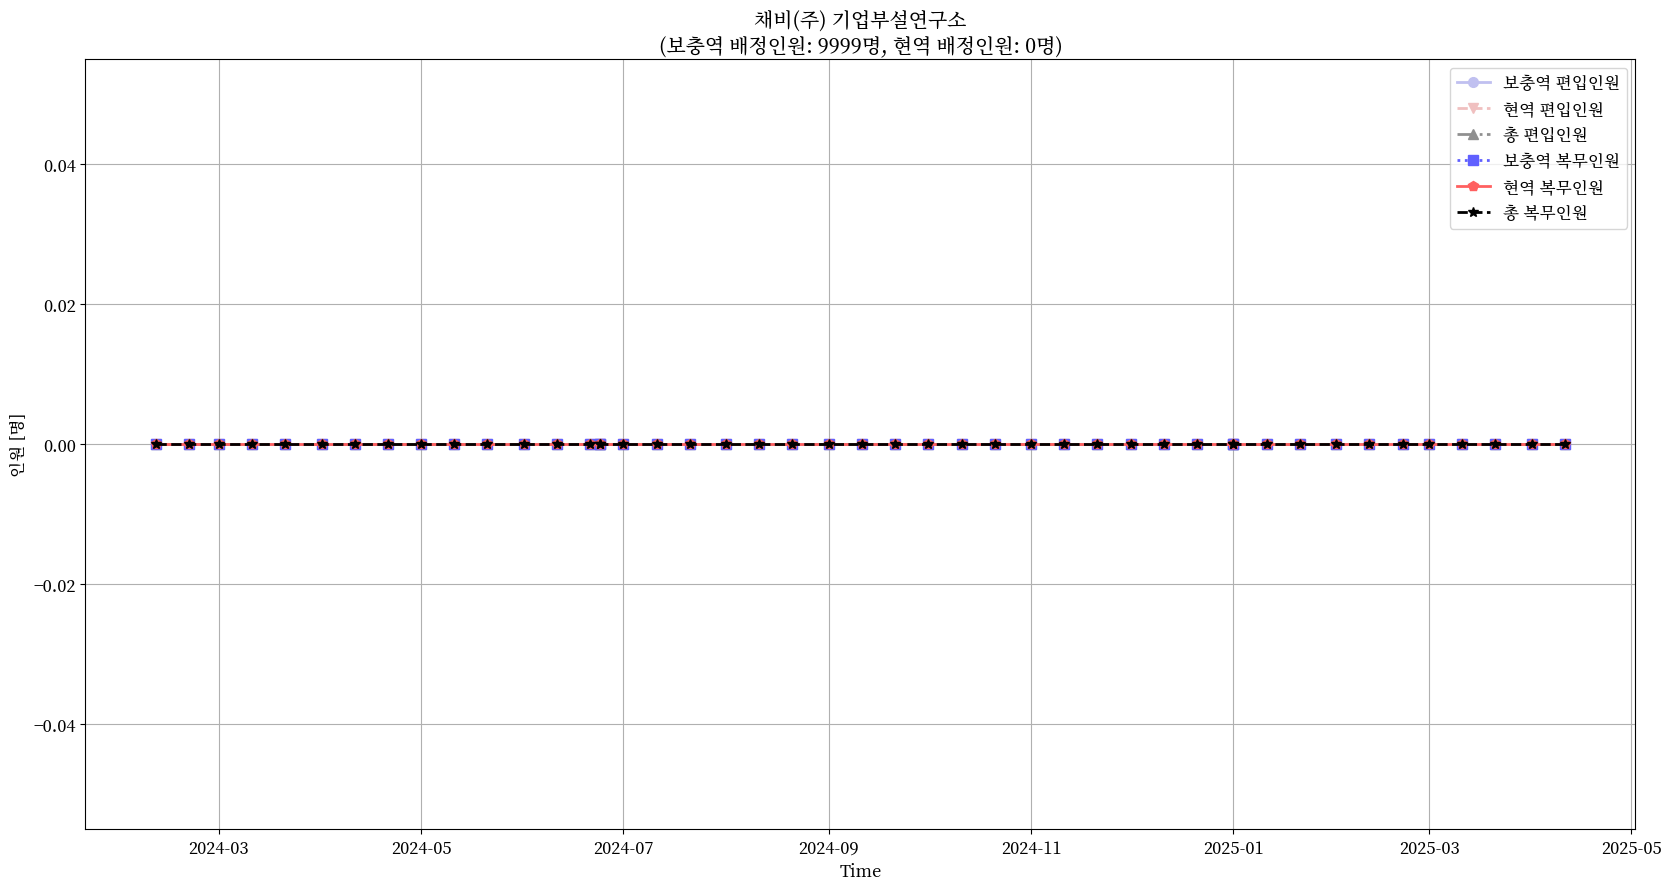 채비(주) 기업부설연구소
(보충역 배정인원: 9999명, 현역 배정인원: 0명)
보충역 편입인원
현역 편입인원
총 편입인원
보충역 복무인원
현역 복무인원
총 복무인원
인원 [명]
0.04
0.02
0.00
−0.02
−0.04
2024-03 2024-05 2024-07 2024-09 2024-11 2025-01 2025-03 2025-05
Time